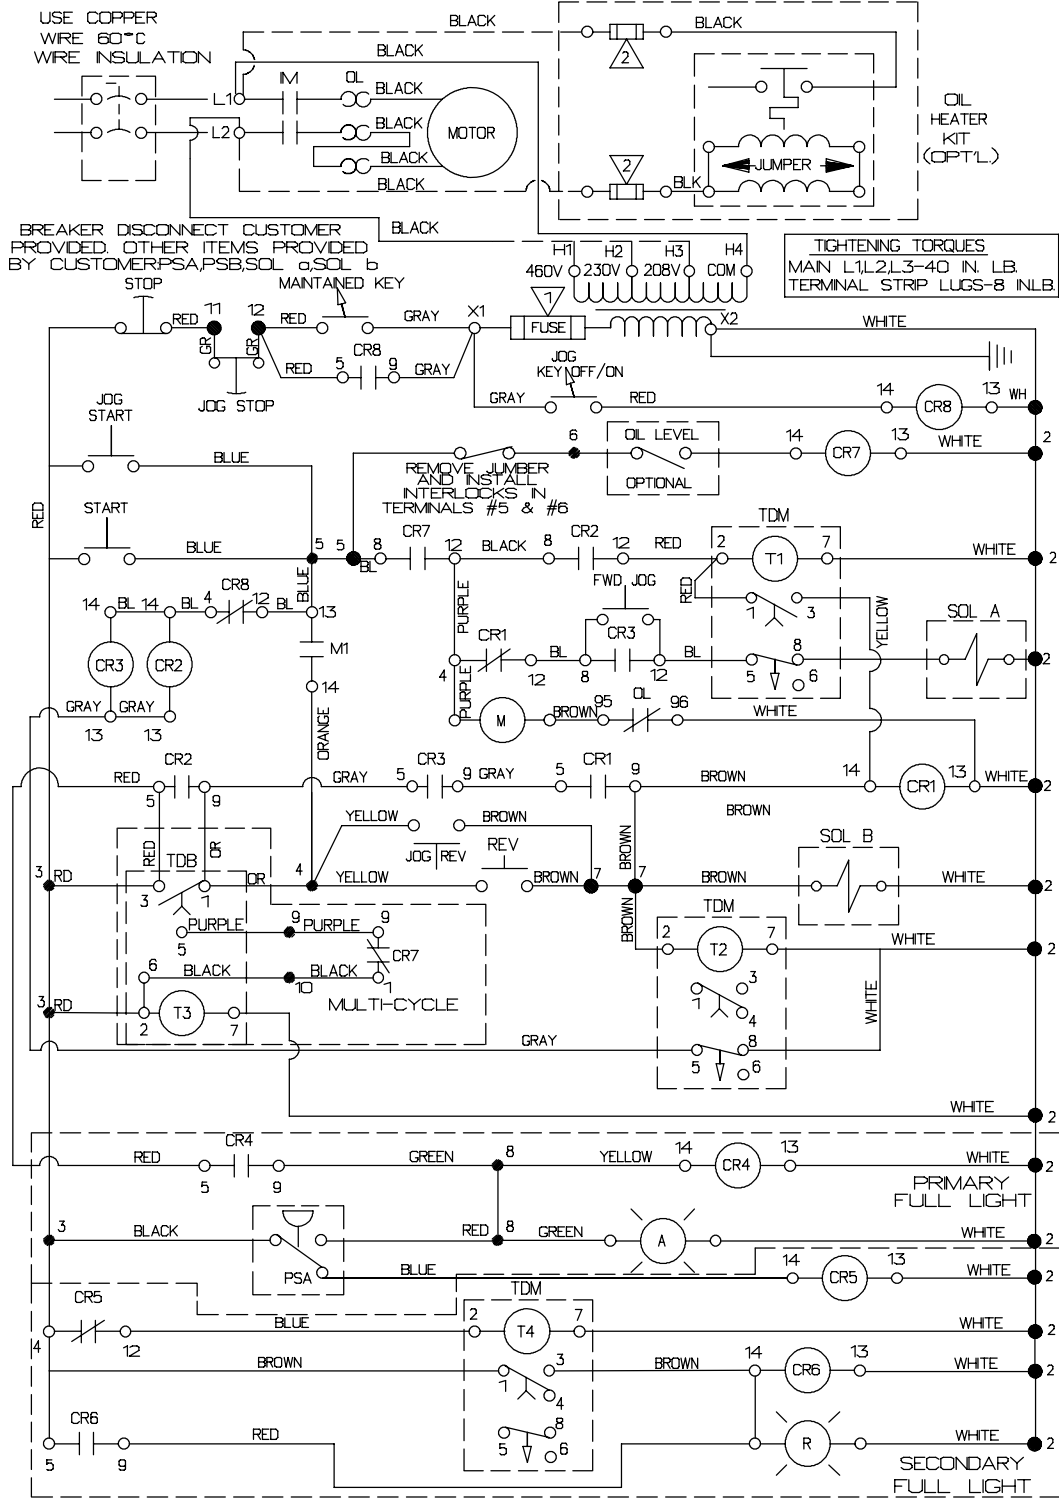 USE COPPER
WIRE 60°C
WIRE INSULATION
BLACK
BLACK
2
L1
L2
1M
OL
BLACK
BLACK
BLACK
MOTOR
OIL
HEATER
KIT
(OPT'L.)
JUMPER
2
BLACK
BLK
BREAKER DISCONNECT CUSTOMER
PROVIDED. OTHER ITEMS PROVIDED
BY CUSTOMER:PSA,PSB,SOL a,SOL b
BLACK
H1 H2 H3 H4
460V 230V 208V COM
TIGHTENING TORQUES
MAIN L1,L2,L3-40 IN. LB.
TERMINAL STRIP LUGS-8 INLB.
STOP
MAINTAINED KEY
RED 11 12 RED GRAY X1 1 FUSE X2 WHITE
GR GR
RED 5 CR8 9 GRAY
JOG STOP
JOG
KEY OFF/ON
GRAY RED 14 CR8 13 WH
2
JOG
START
BLUE
6
OIL LEVEL
OPTIONAL
14 CR7 13 WHITE
REMOVE JUMBER
AND INSTALL
INTERLOCKS IN
TERMINALS #5 & #6
RED
START
BLUE 5 5 BL 8 CR7 12 BLACK 8 CR2 12 RED
TDM
2 T1 7 WHITE 2
RED
1 3
YELLOW
BLUE
CR8
14 BL 14 BL 4 12 BL 13
PURPLE
FWD JOG
CR3 CR2
M1
14
CR1
4 12 BL 8 CR3 12 BL 5 8 6
SOL A
2
GRAY GRAY
13 13
PURPLE
M BROWN 95 OL 96 WHITE
ORANGE
RED CR2 5 9 GRAY 5 CR3 9 GRAY 5 CR1 9 BROWN 14 CR1 13 WHITE 2
BROWN
YELLOW BROWN
JOG REV
REV
BROWN
SOL B
RED OR
TDB
3 RD 3 1 OR 4 YELLOW BROWN 7 7 BROWN WHITE 2
PURPLE 9 PURPLE 9
5
CR7
6 BLACK 10 BLACK 1
MULTI-CYCLE
BROWN
TDM
2 T2 7 WHITE 2
1 3
4
WHITE
3 RD 2 T3 7
GRAY
5 8
6
WHITE 2
RED 5 CR4 9 GREEN 8 YELLOW 14 CR4 13 WHITE 2
PRIMARY
FULL LIGHT
3 BLACK RED 8 GREEN A WHITE 2
PSA
BLUE 14 CR5 13 WHITE 2
TDM
CR5
4 12 BLUE 2 T4 7 WHITE 2
BROWN 1 3 BROWN 14 CR6 13 WHITE 2
4
CR6
5 9 RED 5 8 6 R WHITE 2
SECONDARY
FULL LIGHT